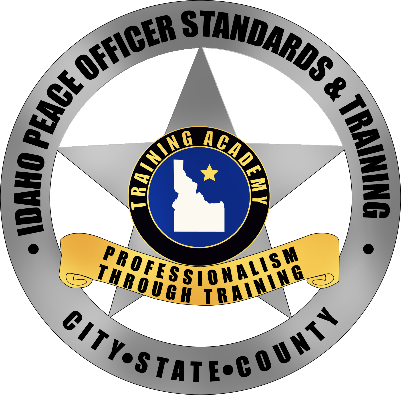 • IDAHO PEACE OFFICER STANDARDS & TRAINING •
TRAINING ACADEMY
PROFESSIONALISM
THROUGH TRAINING
CITY•STATE•COUNTY